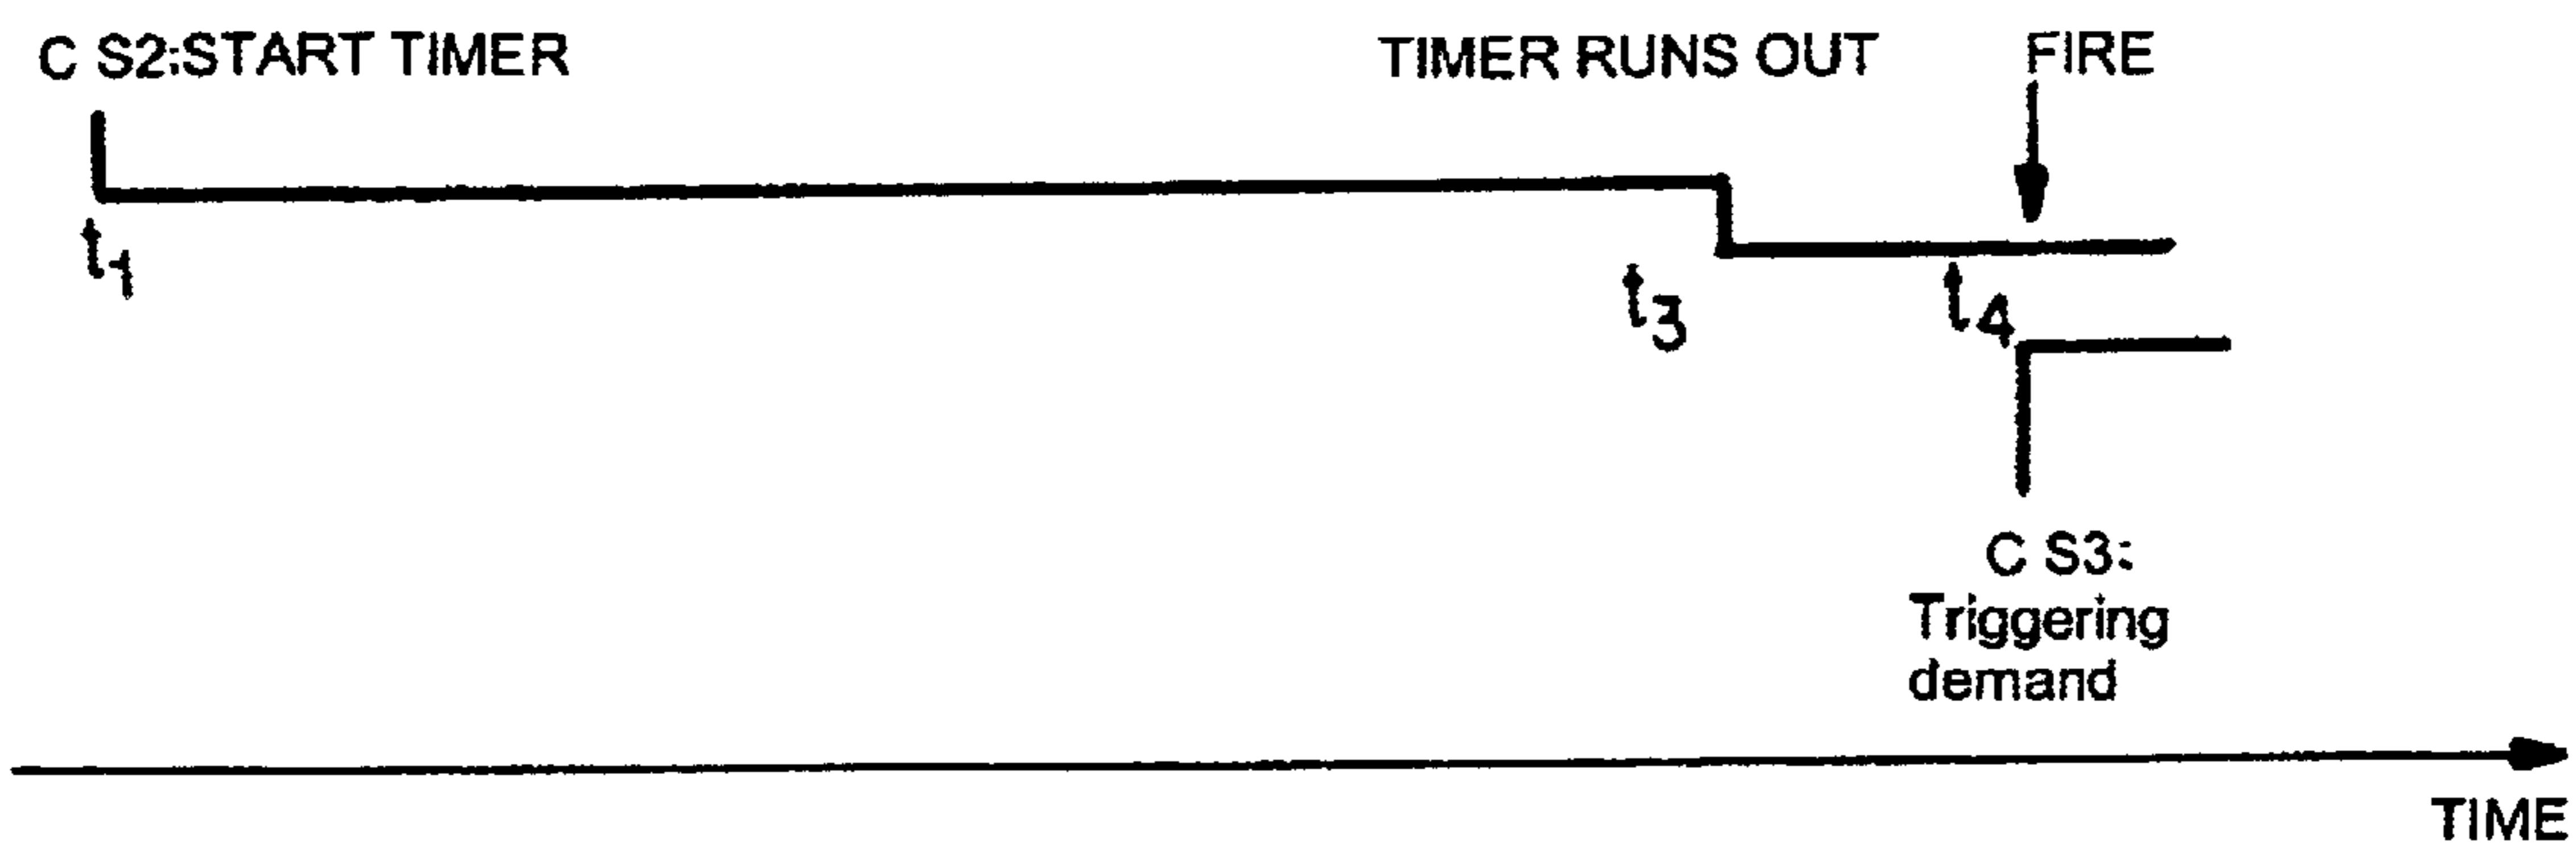 C S2:START TIMER
TIMER RUNS OUT
FIRE
t1
t3
t4
C S3:
Triggering
demand
TIME